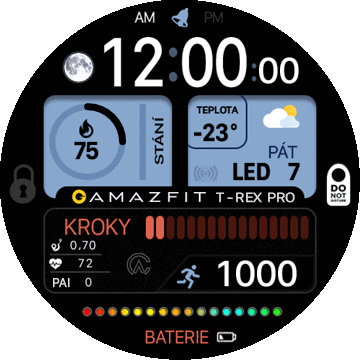 AM PM
12:00:00
75
STÁNÍ
TEPLOTA
-23°
PÁT
LED 7
AMAZFIT T-REX PRO
DO
NOT
DISTURB
KROKY
0,70
72
PAI 0
1000
BATERIE